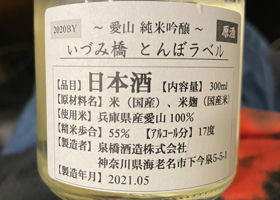 2020BY
~ 愛山 純米吟醸 ~
原酒
いづみ橋 とんぼラベル
【品目】日本酒 【内容量】300ml
【原材料名】米(国産)、米麹(国産)
【使用米】兵庫県産愛山100%
【精米歩合】55% 【アルコール分】17度
【製造者】泉橋酒造株式会社
神奈川県海老名市下今泉5-5-1
【製造年月】2021.05